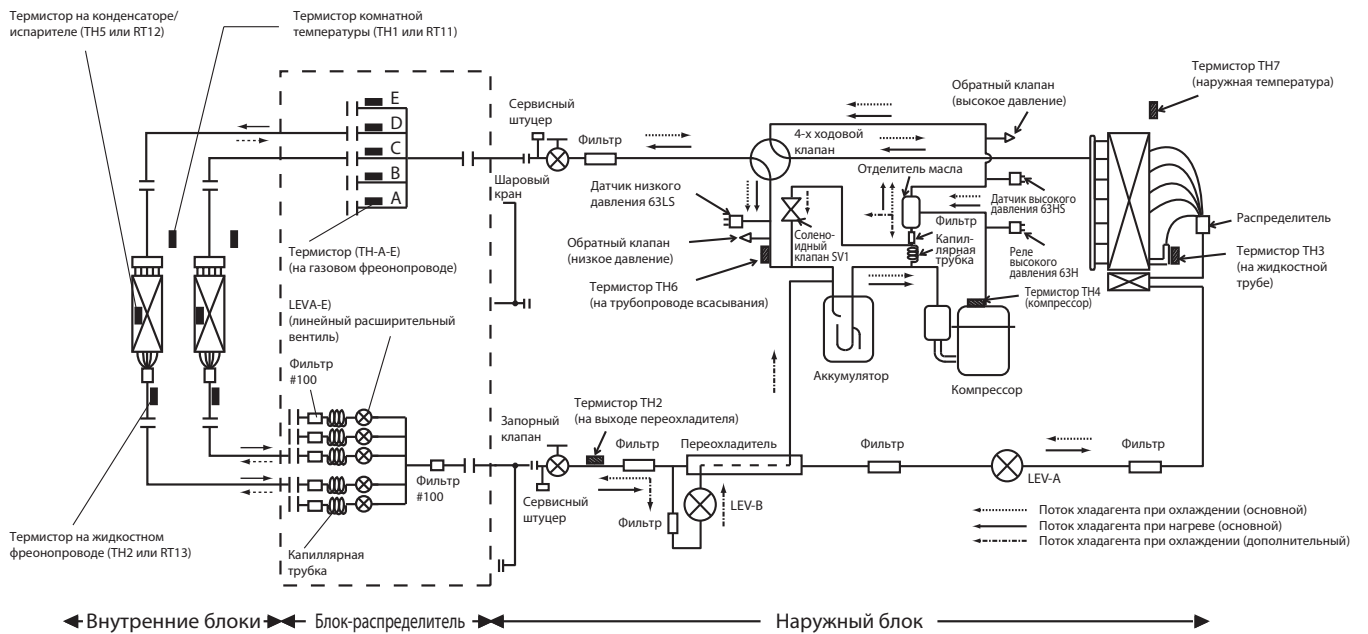 Термистор на конденсаторе/
испарителе (TH5 или RT12)
Термистор комнатной
температуры (TH1 или RT11)
E
D
C
B
A
Термистор (TH-A-E)
(на газовом фреонопроводе)
LEVA-E)
(линейный расширительный
вентиль)
Фильтр
#100
Фильтр
#100
Капиллярная
трубка
Термистор на жидкостном
фреонопроводе (TH2 или RT13)
Сервисный
штуцер
Фильтр
Шаровый
кран
4-х ходовой
клапан
Обратный клапан
(высокое давление)
Термистор TH7
(наружная температура)
Отделитель масла
Датчик низкого
давления 63LS
Обратный клапан
(низкое давление)
Термистор TH6
(на трубопроводе всасывания)
Солено-
идный
клапан SV1
Фильтр
Капил-
лярная
трубка
Датчик высокого
давления 63HS
Реле
высокого
давления 63H
Термистор TH4
(компрессор)
Распределитель
Термистор TH3
(на жидкостной
трубе)
Аккумулятор
Компрессор
Запорный
клапан
Термистор TH2
(на выходе переохладителя)
Фильтр
Переохладитель
Фильтр
LEV-A
Фильтр
Сервисный
штуцер
Фильтр
LEV-B
Поток хладагента при охлаждении (основной)
Поток хладагента при нагреве (основной)
Поток хладагента при охлаждении (дополнительный)
Внутренние блоки
Блок-распределитель
Наружный блок